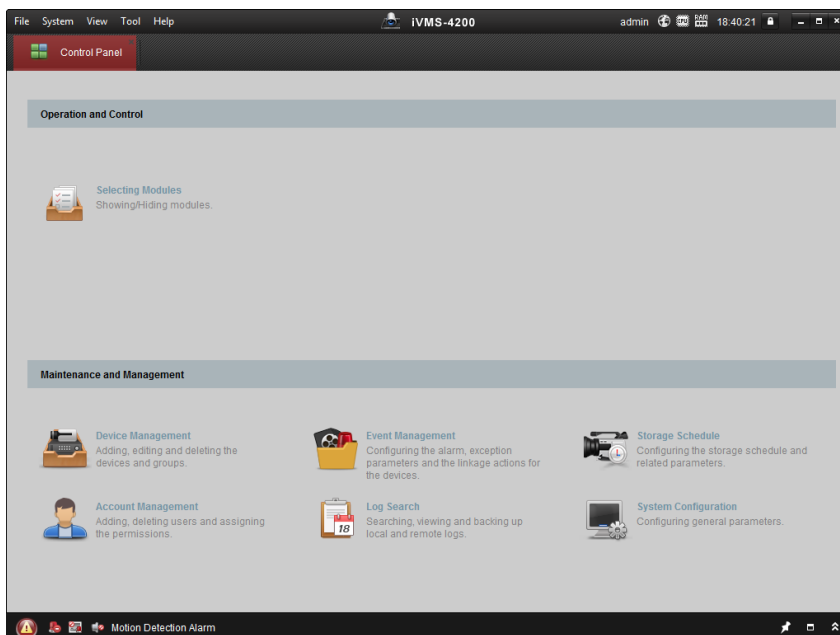 File System View Tool Help iVMS-4200 admin CPU RAM 18:40:21
Control Panel
Operation and Control
Selecting Modules
Showing/Hiding modules.
Maintenance and Management
Device Management
Adding, editing and deleting the
devices and groups.
Event Management
Configuring the alarm, exception
parameters and the linkage actions for
the devices.
Storage Schedule
Configuring the storage schedule and
related parameters.
Account Management
Adding, deleting users and assigning
the permissions.
18
Log Search
Searching, viewing and backing up
local and remote logs.
System Configuration
Configuring general parameters.
Motion Detection Alarm